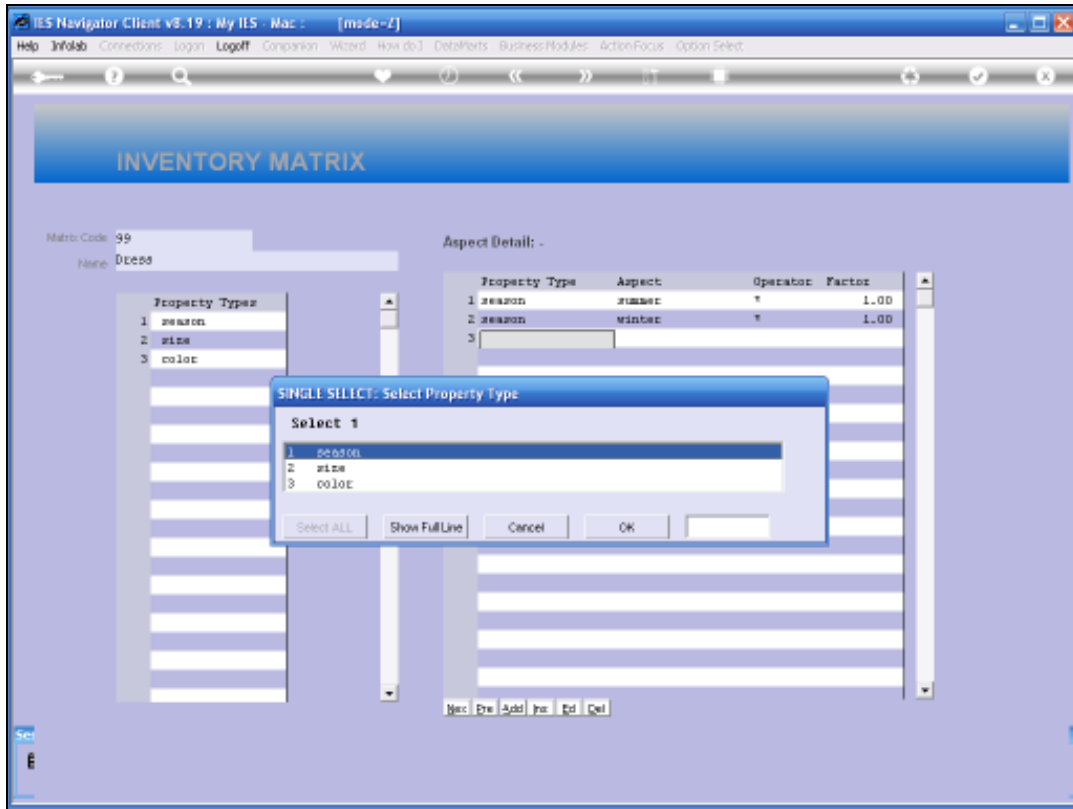 IES Navigator Client v8.19 : My IES - Mac : [mode=Z]
Help Infolab Connections Logon Logoff Companion Wizard How do I DataMarts Business Modules Action Focus Option Select
INVENTORY MATRIX
Matrix Code 99
Name Dress
Aspect Detail: -
Property Types
1 season
2 size
3 color
Property Type Aspect Operator Factor
1 season summer * 1.00
2 season winter * 1.00
3
SINGLE SELECT: Select Property Type
Select 1
1 season
2 size
3 color
Select ALL Show Full Line Cancel OK
Nex Pre Add Ins Ed Del
Ses